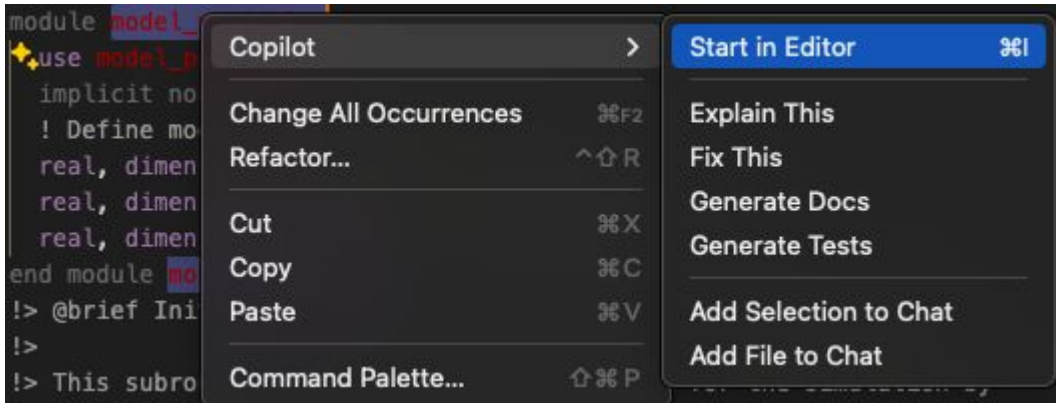 module model_
use model_p
implicit no
! Define mo
real, dimen
real, dimen
real, dimen
end module mo
!> @brief Ini
!>
!> This subro
Copilot >
Change All Occurrences ⌘F2
Refactor... ^⇧R
Cut ⌘X
Copy ⌘C
Paste ⌘V
Command Palette... ⇧⌘P
Start in Editor ⌘I
Explain This
Fix This
Generate Docs
Generate Tests
Add Selection to Chat
Add File to Chat